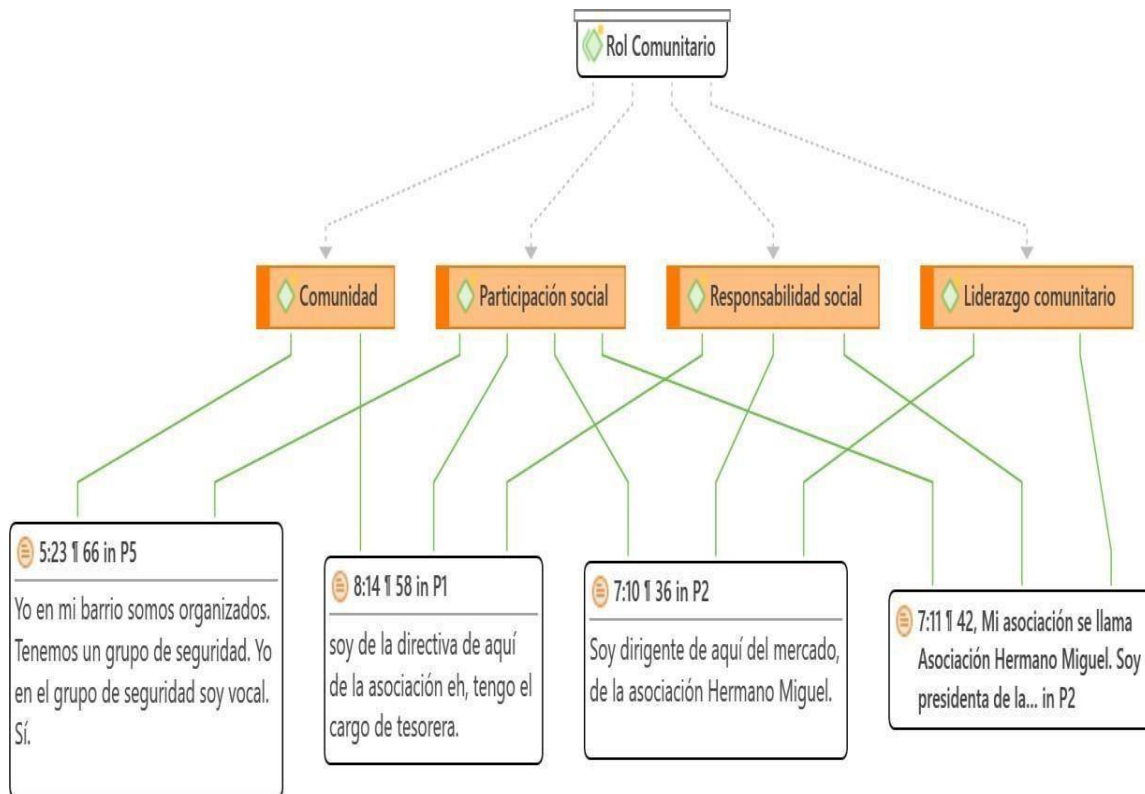 Rol Comunitario
Comunidad
Participación social
Responsabilidad social
Liderazgo comunitario
5:23 ¶ 66 in P5
Yo en mi barrio somos organizados.
Tenemos un grupo de seguridad. Yo
en el grupo de seguridad soy vocal.
Sí.
8:14 ¶ 58 in P1
soy de la directiva de aquí
de la asociación eh, tengo el
cargo de tesorera.
7:10 ¶ 36 in P2
Soy dirigente de aquí del mercado,
de la asociación Hermano Miguel.
7:11 ¶ 42, Mi asociación se llama
Asociación Hermano Miguel. Soy
presidenta de la... in P2